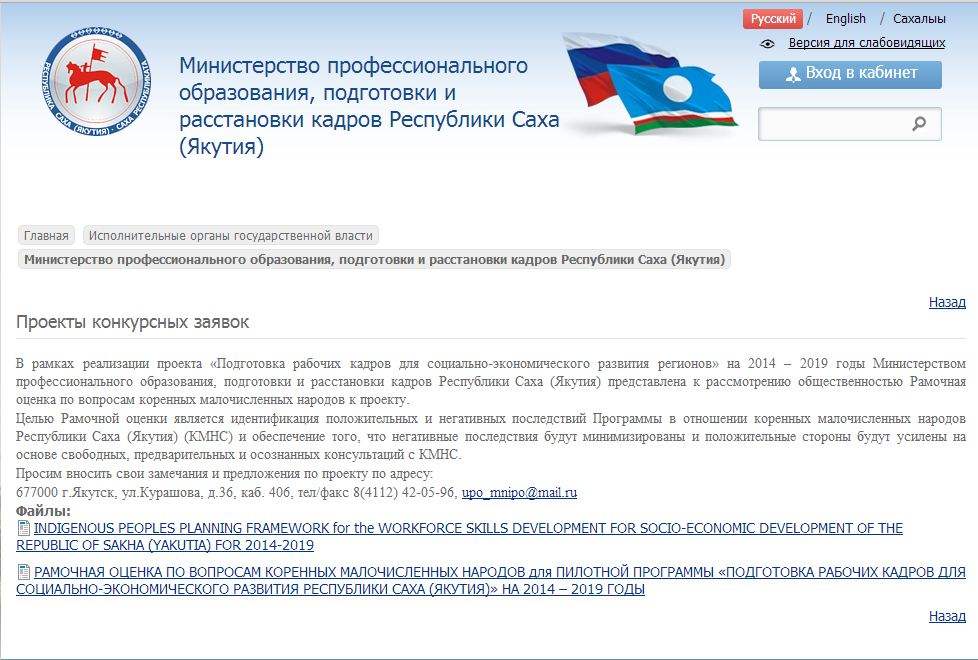 Русский / English / Сахалыы
Версия для слабовидящих
Вход в кабинет
РЕСПУБЛИКА САХА (ЯКУТИЯ) · САХА РЕСПУБЛИКАТА
Министерство профессионального
образования, подготовки и
расстановки кадров Республики Саха
(Якутия)
Главная Исполнительные органы государственной власти
Министерство профессионального образования, подготовки и расстановки кадров Республики Саха (Якутия)
Назад
Проекты конкурсных заявок
В рамках реализации проекта «Подготовка рабочих кадров для социально-экономического развития регионов» на 2014 – 2019 годы Министерством
профессионального образования, подготовки и расстановки кадров Республики Саха (Якутия) представлена к рассмотрению общественностью Рамочная
оценка по вопросам коренных малочисленных народов к проекту.
Целью Рамочной оценки является идентификация положительных и негативных последствий Программы в отношении коренных малочисленных народов
Республики Саха (Якутия) (КМНС) и обеспечение того, что негативные последствия будут минимизированы и положительные стороны будут усилены на
основе свободных, предварительных и осознанных консультаций с КМНС.
Просим вносить свои замечания и предложения по проекту по адресу:
677000 г.Якутск, ул.Курашова, д.36, каб. 406, тел/факс 8(4112) 42-05-96, upo_mnipo@mail.ru
Файлы:
INDIGENOUS PEOPLES PLANNING FRAMEWORK for the WORKFORCE SKILLS DEVELOPMENT FOR SOCIO-ECONOMIC DEVELOPMENT OF THE
REPUBLIC OF SAKHA (YAKUTIA) FOR 2014-2019
РАМОЧНАЯ ОЦЕНКА ПО ВОПРОСАМ КОРЕННЫХ МАЛОЧИСЛЕННЫХ НАРОДОВ для ПИЛОТНОЙ ПРОГРАММЫ «ПОДГОТОВКА РАБОЧИХ КАДРОВ ДЛЯ
СОЦИАЛЬНО-ЭКОНОМИЧЕСКОГО РАЗВИТИЯ РЕСПУБЛИКИ САХА (ЯКУТИЯ)» НА 2014 – 2019 ГОДЫ
Назад